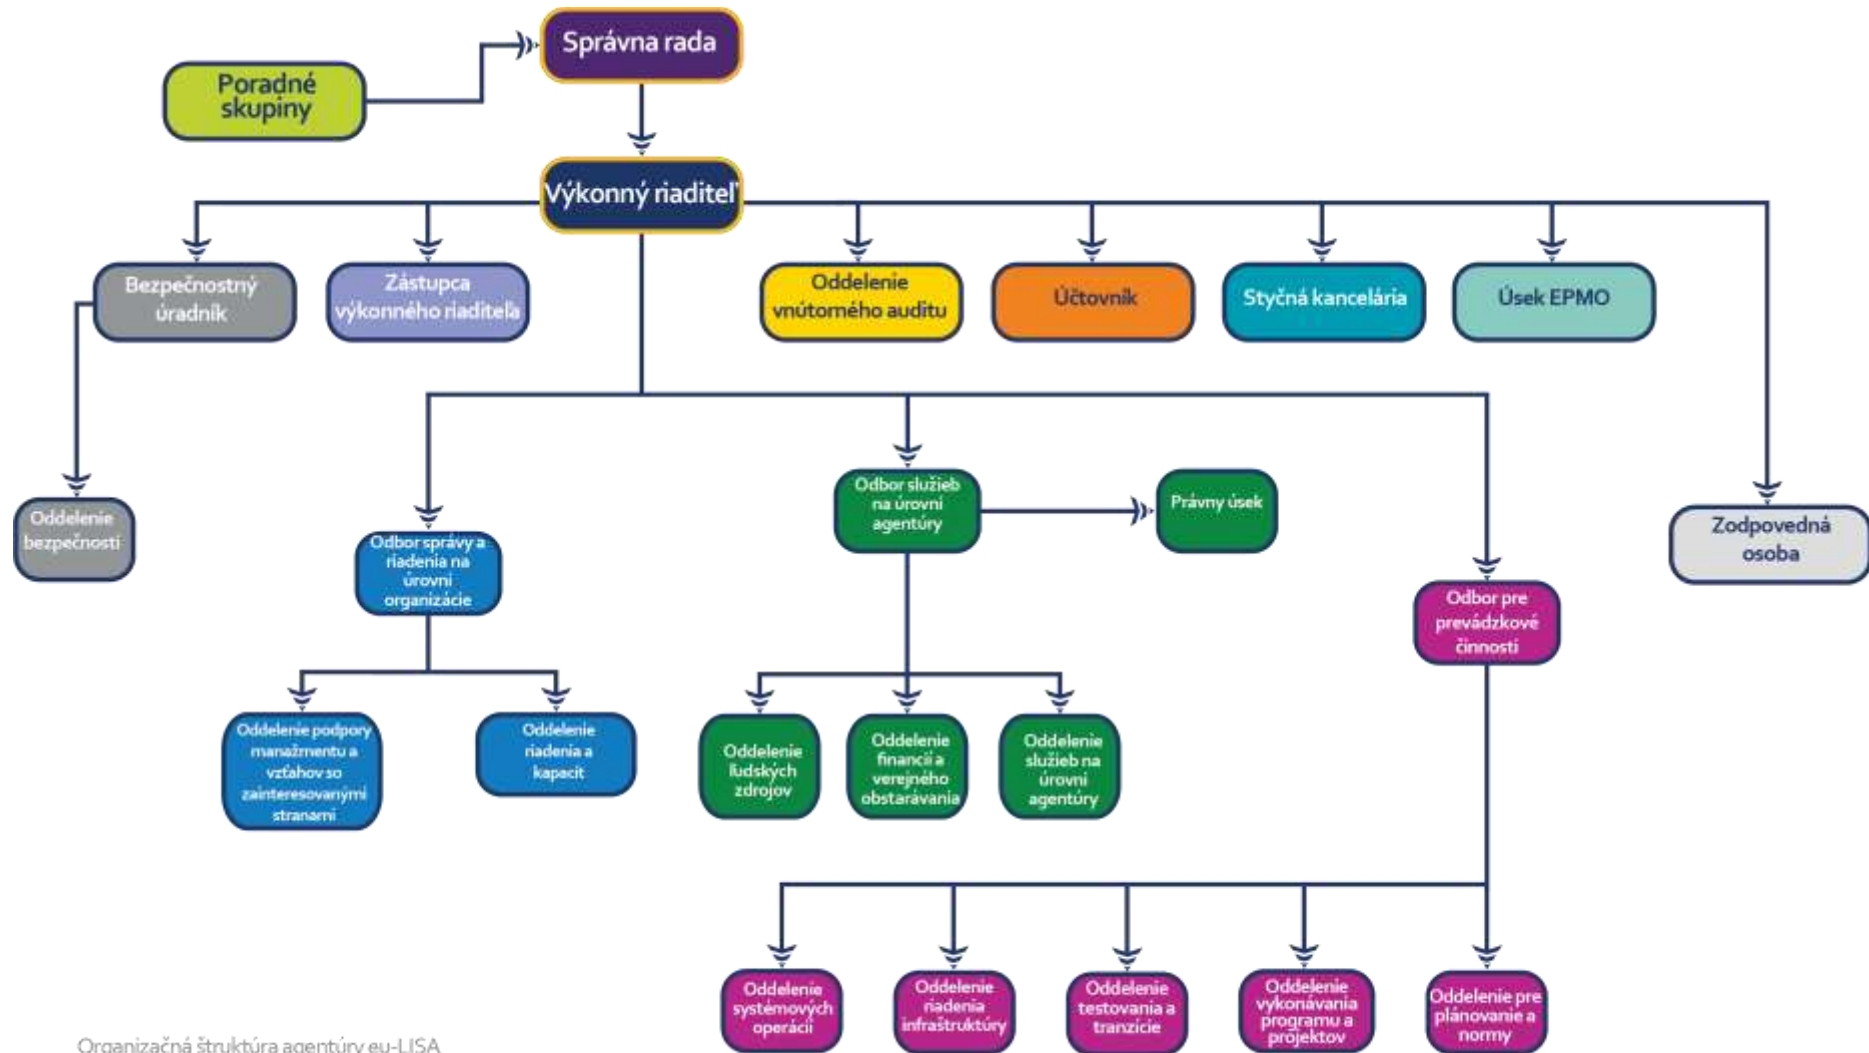 Správna rada
Poradné
skupiny
Výkonný riaditeľ
Bezpečnostný
úradník
Zástupca
výkonného riaditeľa
Oddelenie
vnútorného auditu
Účtovník
Styčná kancelária
Úsek EPMO
Oddelenie
bezpečnosti
Odbor správy a
riadenia na
úrovni
organizácie
Odbor služieb
na úrovni
agentúry
Právny úsek
Zodpovedná
osoba
Odbor pre
prevádzkové
činnosti
Oddelenie podpory
manažmentu a
vzťahov so
zainteresovanými
stranami
Oddelenie
riadenia a
kapacít
Oddelenie
ľudských
zdrojov
Oddelenie
financií a
verejného
obstarávania
Oddelenie
služieb na
úrovni
agentúry
Oddelenie
systémových
operácií
Oddelenie
riadenia
infraštruktúry
Oddelenie
testovania a
tranzície
Oddelenie
vykonávania
programu a
projektov
Oddelenie pre
plánovanie a
normy
Organizačná štruktúra agentúry eu-LISA